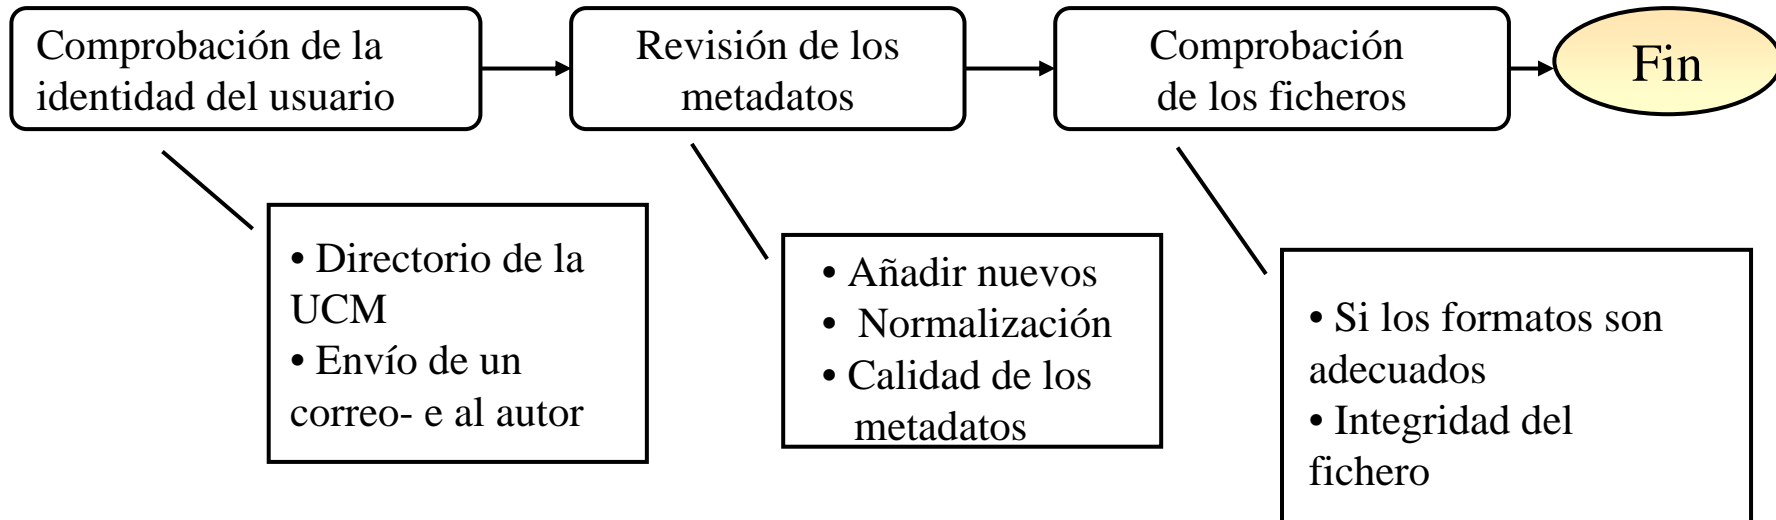 Comprobación de la
identidad del usuario
Revisión de los
metadatos
Comprobación
de los ficheros
Fin
• Directorio de la
UCM
• Envío de un
correo- e al autor
• Añadir nuevos
• Normalización
• Calidad de los
metadatos
• Si los formatos son
adecuados
• Integridad del
fichero